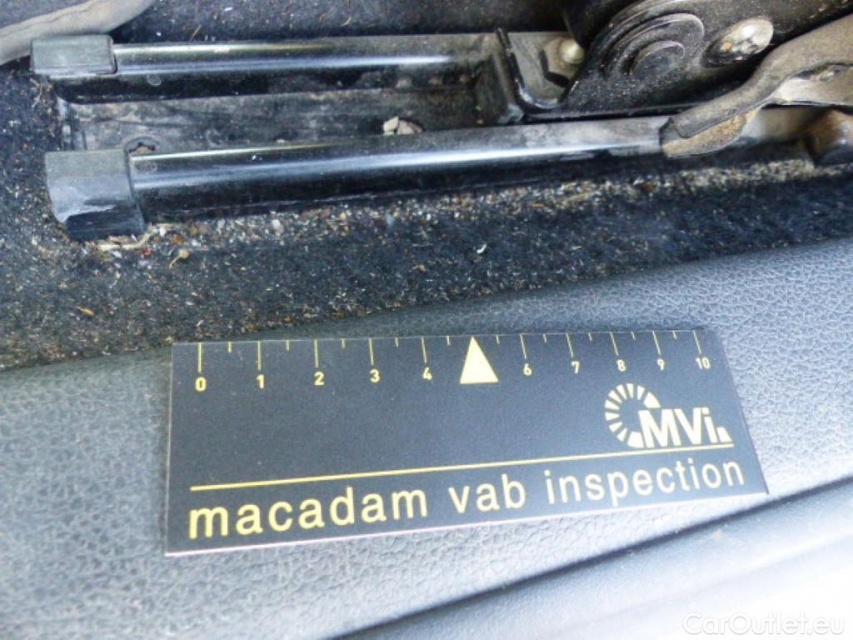 0 1 2 3 4 6 7 8 9 10
MVi
macadam vab inspection
CarOutlet.eu